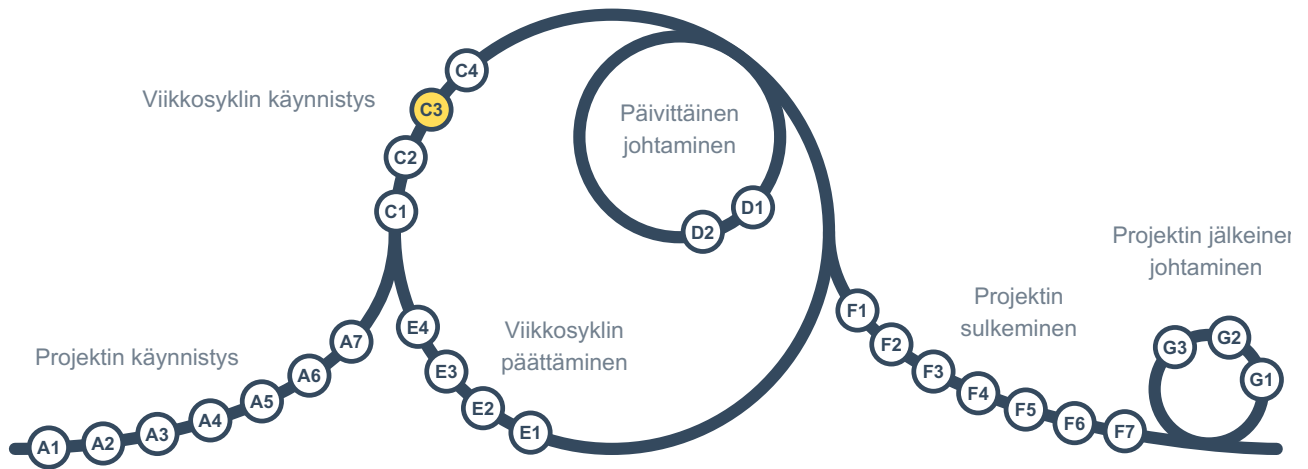 Viikkosyklin käynnistys
C4
C3
C2
C1
Päivittäinen
johtaminen
D1
D2
Projektin käynnistys
A1
A2
A3
A4
A5
A6
A7
E4
E3
E2
E1
Viikkosyklin
päättäminen
F1
F2
F3
F4
F5
F6
F7
Projektin
sulkeminen
Projektin jälkeinen
johtaminen
G3
G2
G1